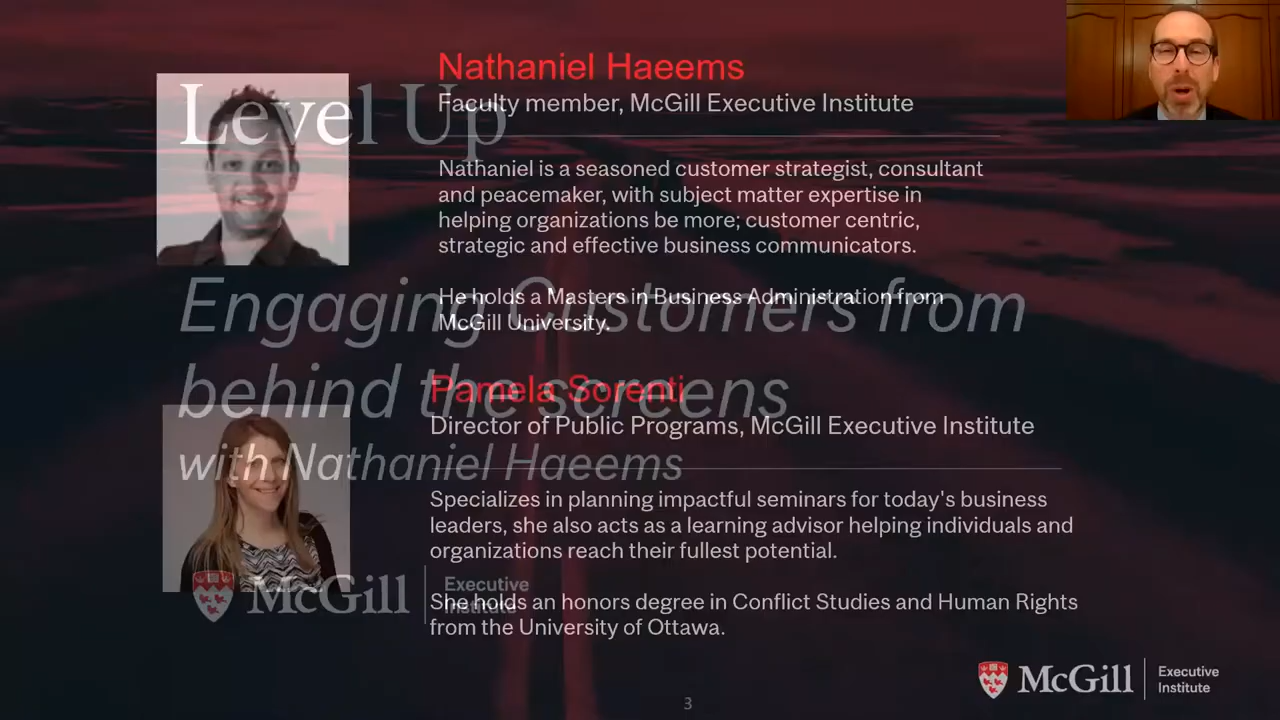 Level Up
Engaging Customers from
behind the screens
with Nathaniel Haeems
McGill
Executive
Institute
Nathaniel Haeems
Faculty member, McGill Executive Institute
Nathaniel is a seasoned customer strategist, consultant
and peacemaker, with subject matter expertise in
helping organizations be more; customer centric,
strategic and effective business communicators.
He holds a Masters in Business Administration from
McGill University.
Pamela Sorenti
Director of Public Programs, McGill Executive Institute
Specializes in planning impactful seminars for today's business
leaders, she also acts as a learning advisor helping individuals and
organizations reach their fullest potential.
She holds an honors degree in Conflict Studies and Human Rights
from the University of Ottawa.
McGill
Executive
Institute
3